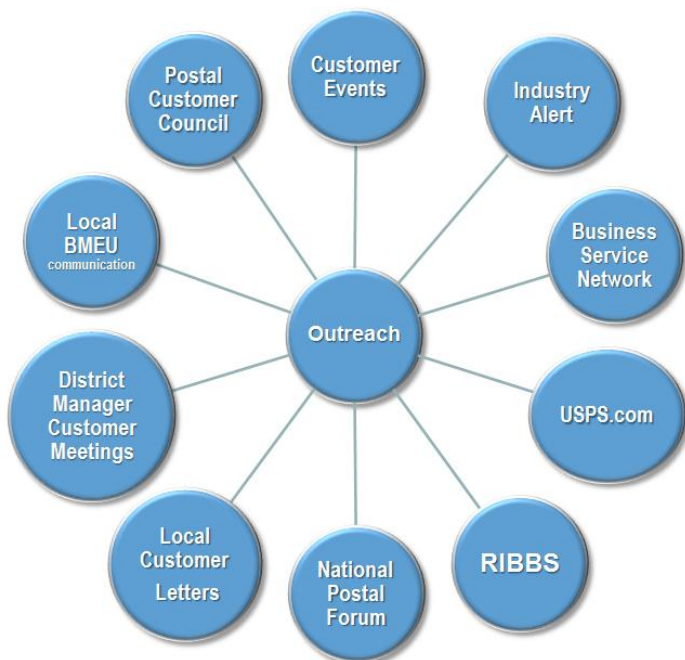 Postal
Customer
Council
Customer
Events
Industry
Alert
Local
BMEU
communication
Business
Service
Network
Outreach
District
Manager
Customer
Meetings
USPS.com
Local
Customer
Letters
National
Postal
Forum
RIBBS